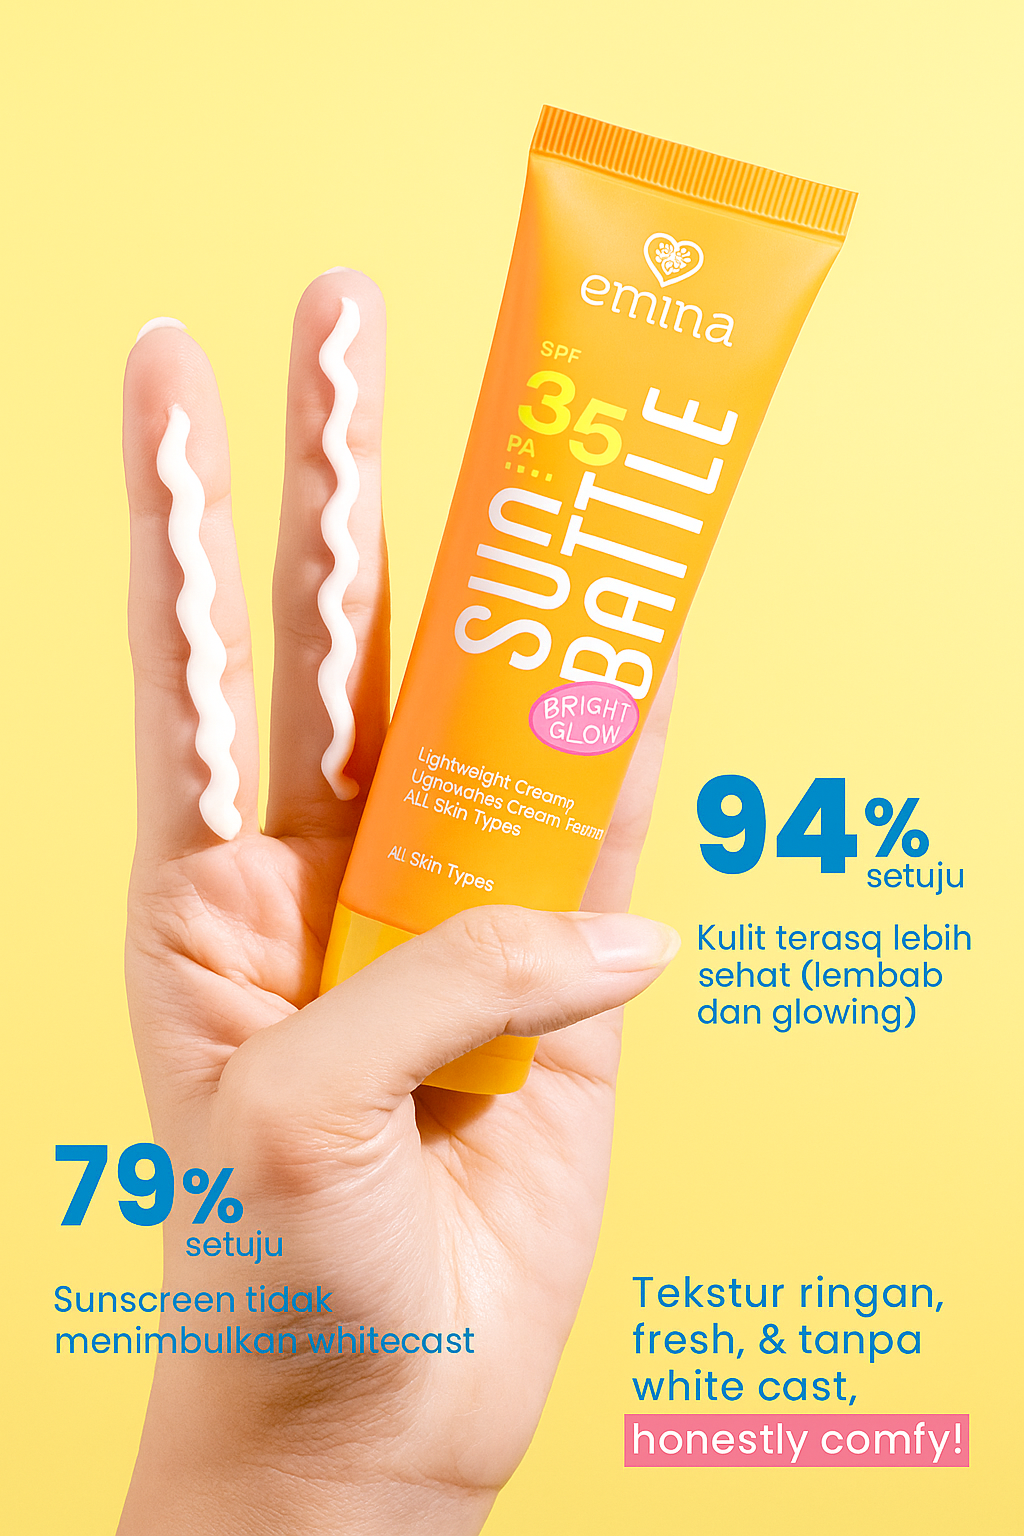 emina
SPF
35
PA
SUN
BATTLE
BRIGHT
GLOW
Lightweight Creamp
Ugnowahes Cream
ALL Skin Types
ALL Skin Types
94%
setuju
Kulit terasq lebih
sehat (lembab
dan glowing)
79%
setuju
Sunscreen tidak
menimbulkan whitecast
Tekstur ringan,
fresh, & tanpa
white cast,
honestly comfy!